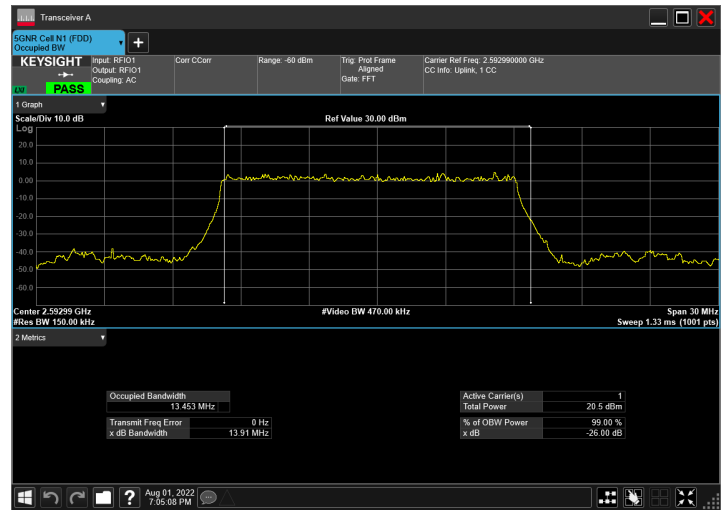 Transceiver A
5GNR Cell N1 (FDD)
Occupied BW
KEYSIGHT
LXI
PASS
Input: RFIO1
Output: RFIO1
Coupling: AC
Corr CCorr
Range: -60 dBm
Trig: Prot Frame
Aligned
Gate: FFT
Carrier Ref Freq: 2.592990000 GHz
CC Info: Uplink, 1 CC
1 Graph
Scale/Div 10.0 dB
Ref Value 30.00 dBm
Log
20.0
10.0
0.00
-10.0
-20.0
-30.0
-40.0
-50.0
-60.0
Center 2.59299 GHz
#Video BW 470.00 kHz
Span 30 MHz
#Res BW 150.00 kHz
Sweep 1.33 ms (1001 pts)
2 Metrics
Occupied Bandwidth
13.453 MHz
Transmit Freq Error 0 Hz
x dB Bandwidth 13.91 MHz
Active Carrier(s) 1
Total Power 20.5 dBm
% of OBW Power 99.00 %
x dB -26.00 dB
?
Aug 01, 2022
7:05:08 PM